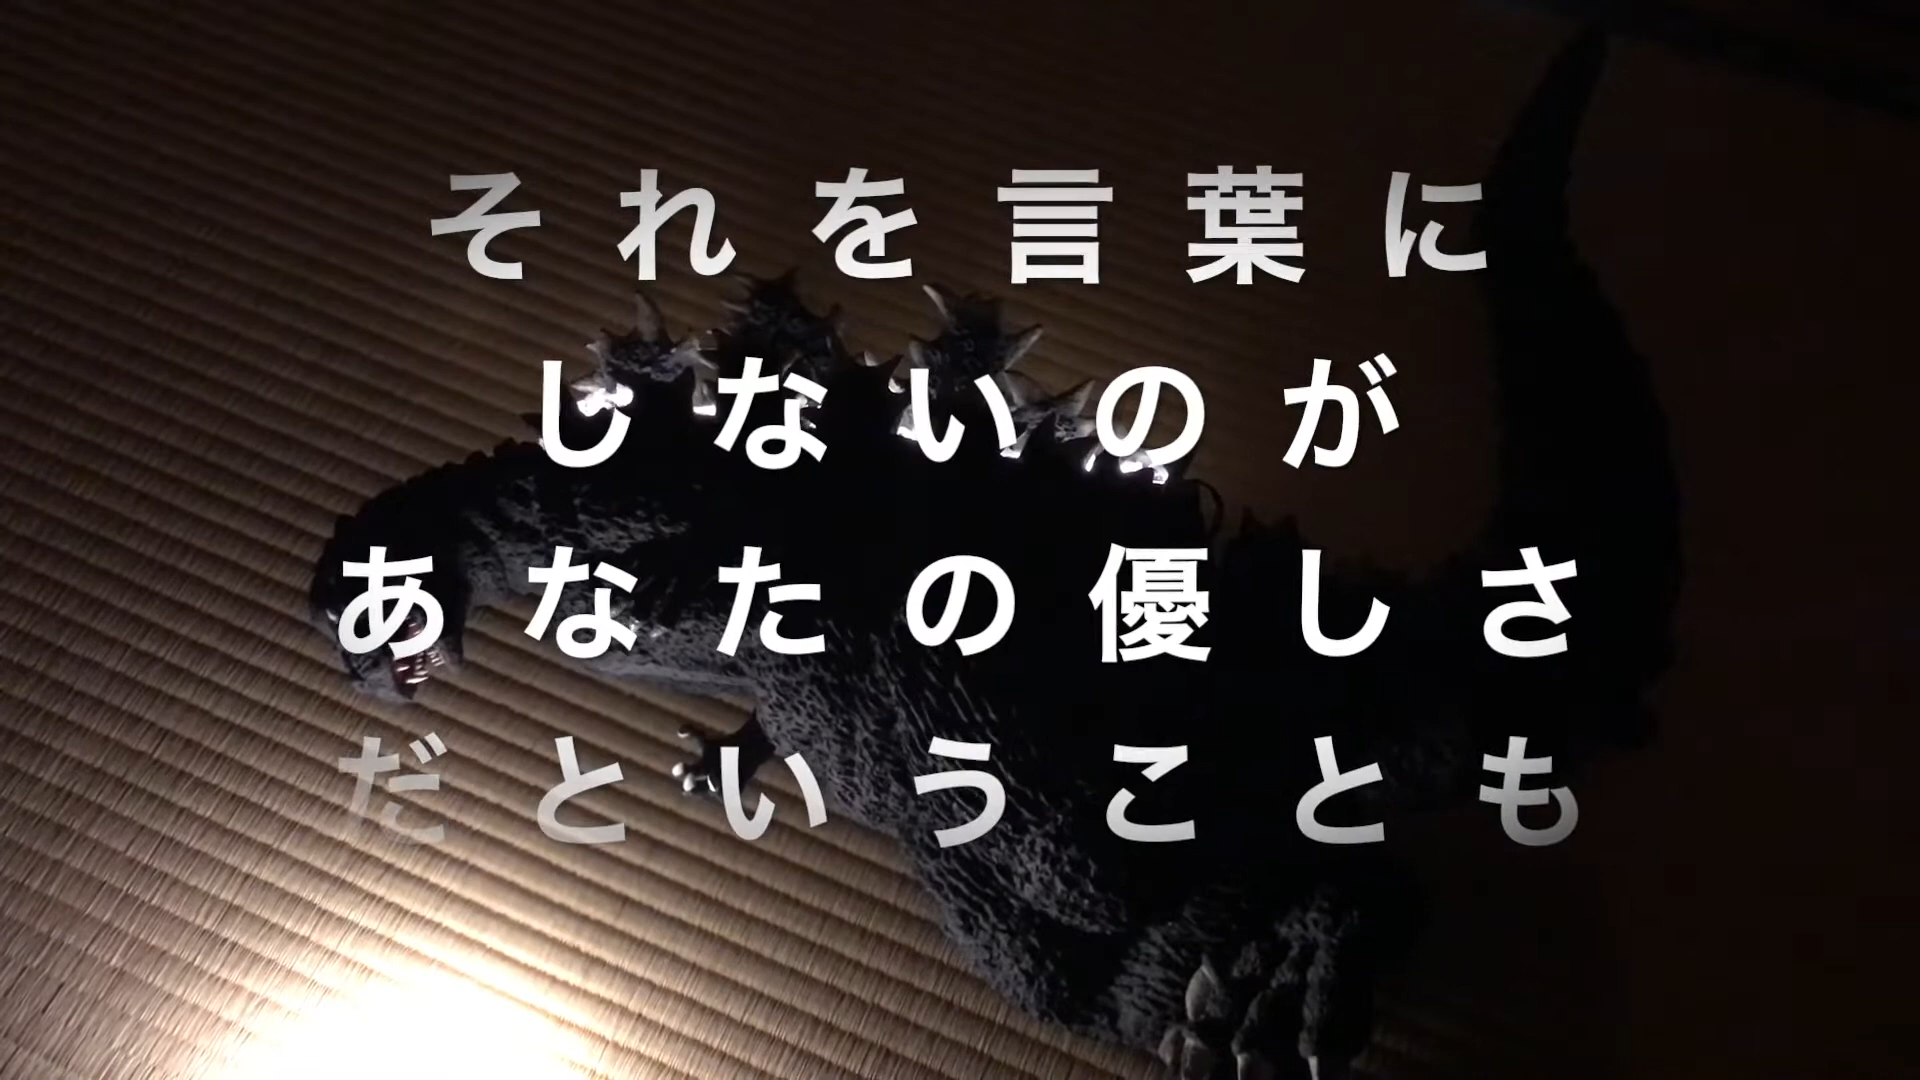 それを言葉に
しないのが
あなたの優しさ
だということも